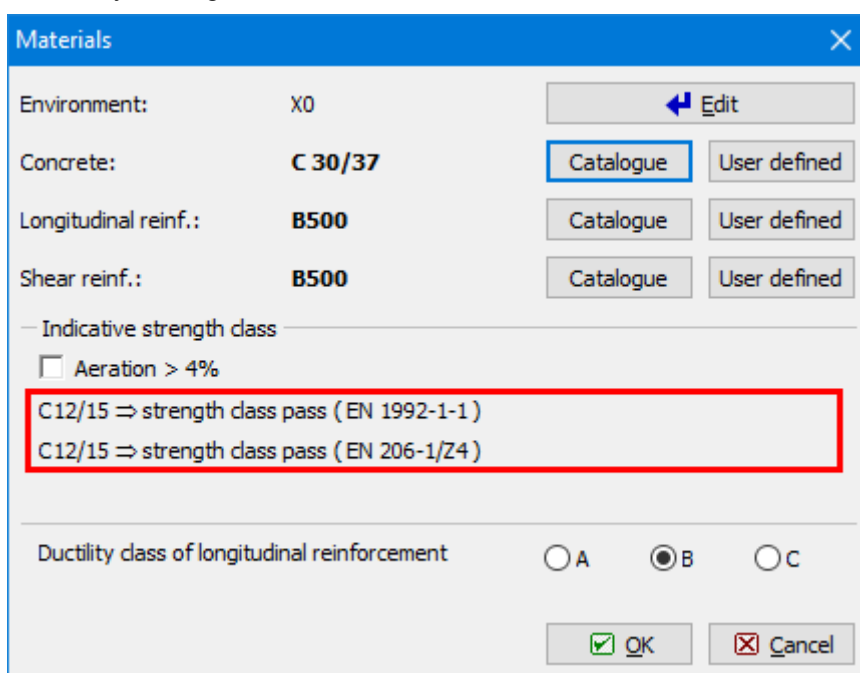 Materials
Environment: X0 Edit
Concrete: C 30/37 Catalogue User defined
Longitudinal reinf.: B500 Catalogue User defined
Shear reinf.: B500 Catalogue User defined
Indicative strength class
Aeration > 4%
C12/15 ⇒ strength class pass ( EN 1992-1-1 )
C12/15 ⇒ strength class pass ( EN 206-1/Z4 )
Ductility class of longitudinal reinforcement A B C
OK Cancel